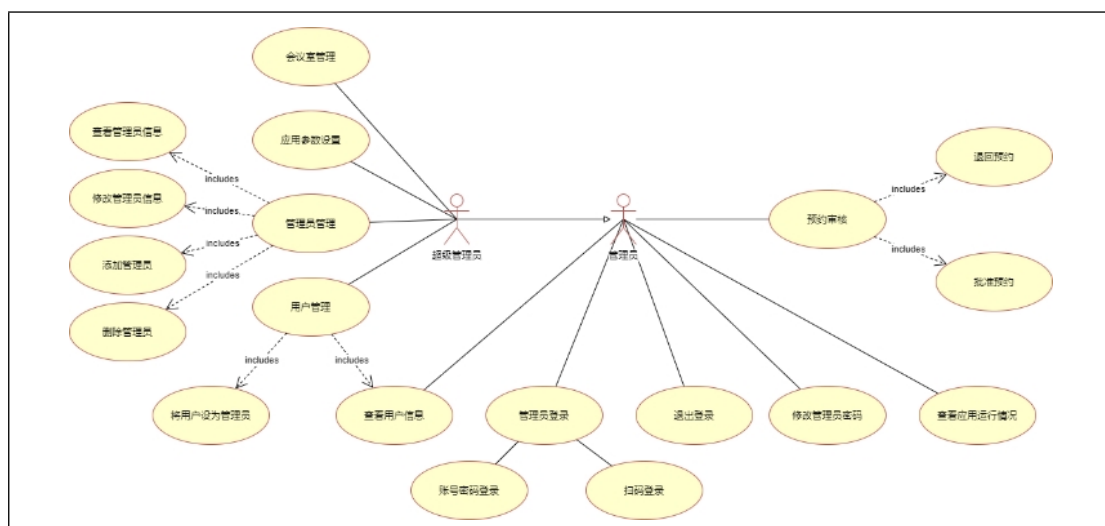 会议室管理
应用参数设置
查看管理员信息
includes
修改管理员信息
includes
管理员管理
添加管理员
includes
includes
删除管理员
用户管理
includes
includes
将用户设为管理员
查看用户信息
超级管理员
管理员
管理员登录
退出登录
修改管理员密码
查看应用运行情况
账号密码登录
扫码登录
预约审核
includes
退回预约
includes
批准预约